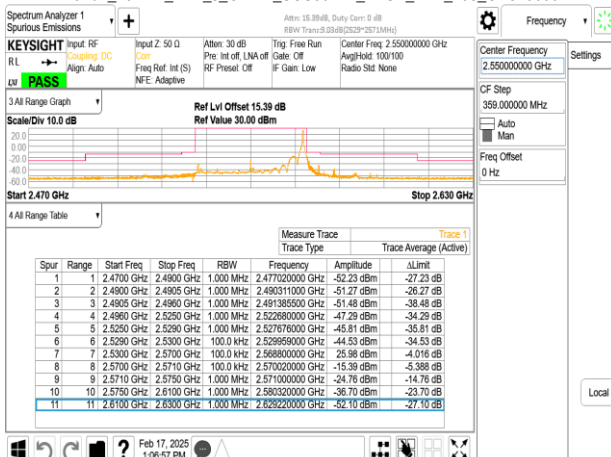 Spectrum Analyzer 1
Spurious Emissions
Attn: 15.39dB, Duty Corr: 0 dB
RBW Trans:9.03dB(2529~2571MHz)
Frequency
KEYSIGHT
RL
PASS
Input: RF
Coupling: DC
Align: Auto
Input Z: 50 Ω
Corr
Freq Ref: Int (S)
NFE: Adaptive
Atten: 30 dB
Pre: Int off, LNA off
RF Preset: Off
Trig: Free Run
Gate: Off
IF Gain: Low
Center Freq: 2.550000000 GHz
Avg|Hold: 100/100
Radio Std: None
Center Frequency
2.550000000 GHz
Settings
CF Step
359.000000 MHz
Auto
Man
Freq Offset
0 Hz
3 All Range Graph
Scale/Div 10.0 dB
Ref Lvl Offset 15.39 dB
Ref Value 30.00 dBm
20.0
0.00
-20.0
-40.0
-60.0
Start 2.470 GHz
Stop 2.630 GHz
4 All Range Table
Measure Trace Trace 1
Trace Type Trace Average (Active)
Spur Range Start Freq Stop Freq RBW Frequency Amplitude ΔLimit
1 1 2.4700 GHz 2.4900 GHz 1.000 MHz 2.477020000 GHz -52.23 dBm -27.23 dB
2 2 2.4900 GHz 2.4905 GHz 1.000 MHz 2.490311000 GHz -51.27 dBm -26.27 dB
3 3 2.4905 GHz 2.4960 GHz 1.000 MHz 2.491385500 GHz -51.48 dBm -38.48 dB
4 4 2.4960 GHz 2.5250 GHz 1.000 MHz 2.522680000 GHz -47.29 dBm -34.29 dB
5 5 2.5250 GHz 2.5290 GHz 1.000 MHz 2.527676000 GHz -45.81 dBm -35.81 dB
6 6 2.5290 GHz 2.5300 GHz 100.0 kHz 2.529959000 GHz -44.53 dBm -34.53 dB
7 7 2.5300 GHz 2.5700 GHz 100.0 kHz 2.568800000 GHz 25.98 dBm -4.016 dB
8 8 2.5700 GHz 2.5710 GHz 100.0 kHz 2.570020000 GHz -15.39 dBm -5.388 dB
9 9 2.5710 GHz 2.5750 GHz 1.000 MHz 2.571000000 GHz -24.76 dBm -14.76 dB
10 10 2.5750 GHz 2.6100 GHz 1.000 MHz 2.580320000 GHz -36.70 dBm -23.70 dB
11 11 2.6100 GHz 2.6300 GHz 1.000 MHz 2.629220000 GHz -52.10 dBm -27.10 dB
Local
?
Feb 17, 2025
1:06:57 PM